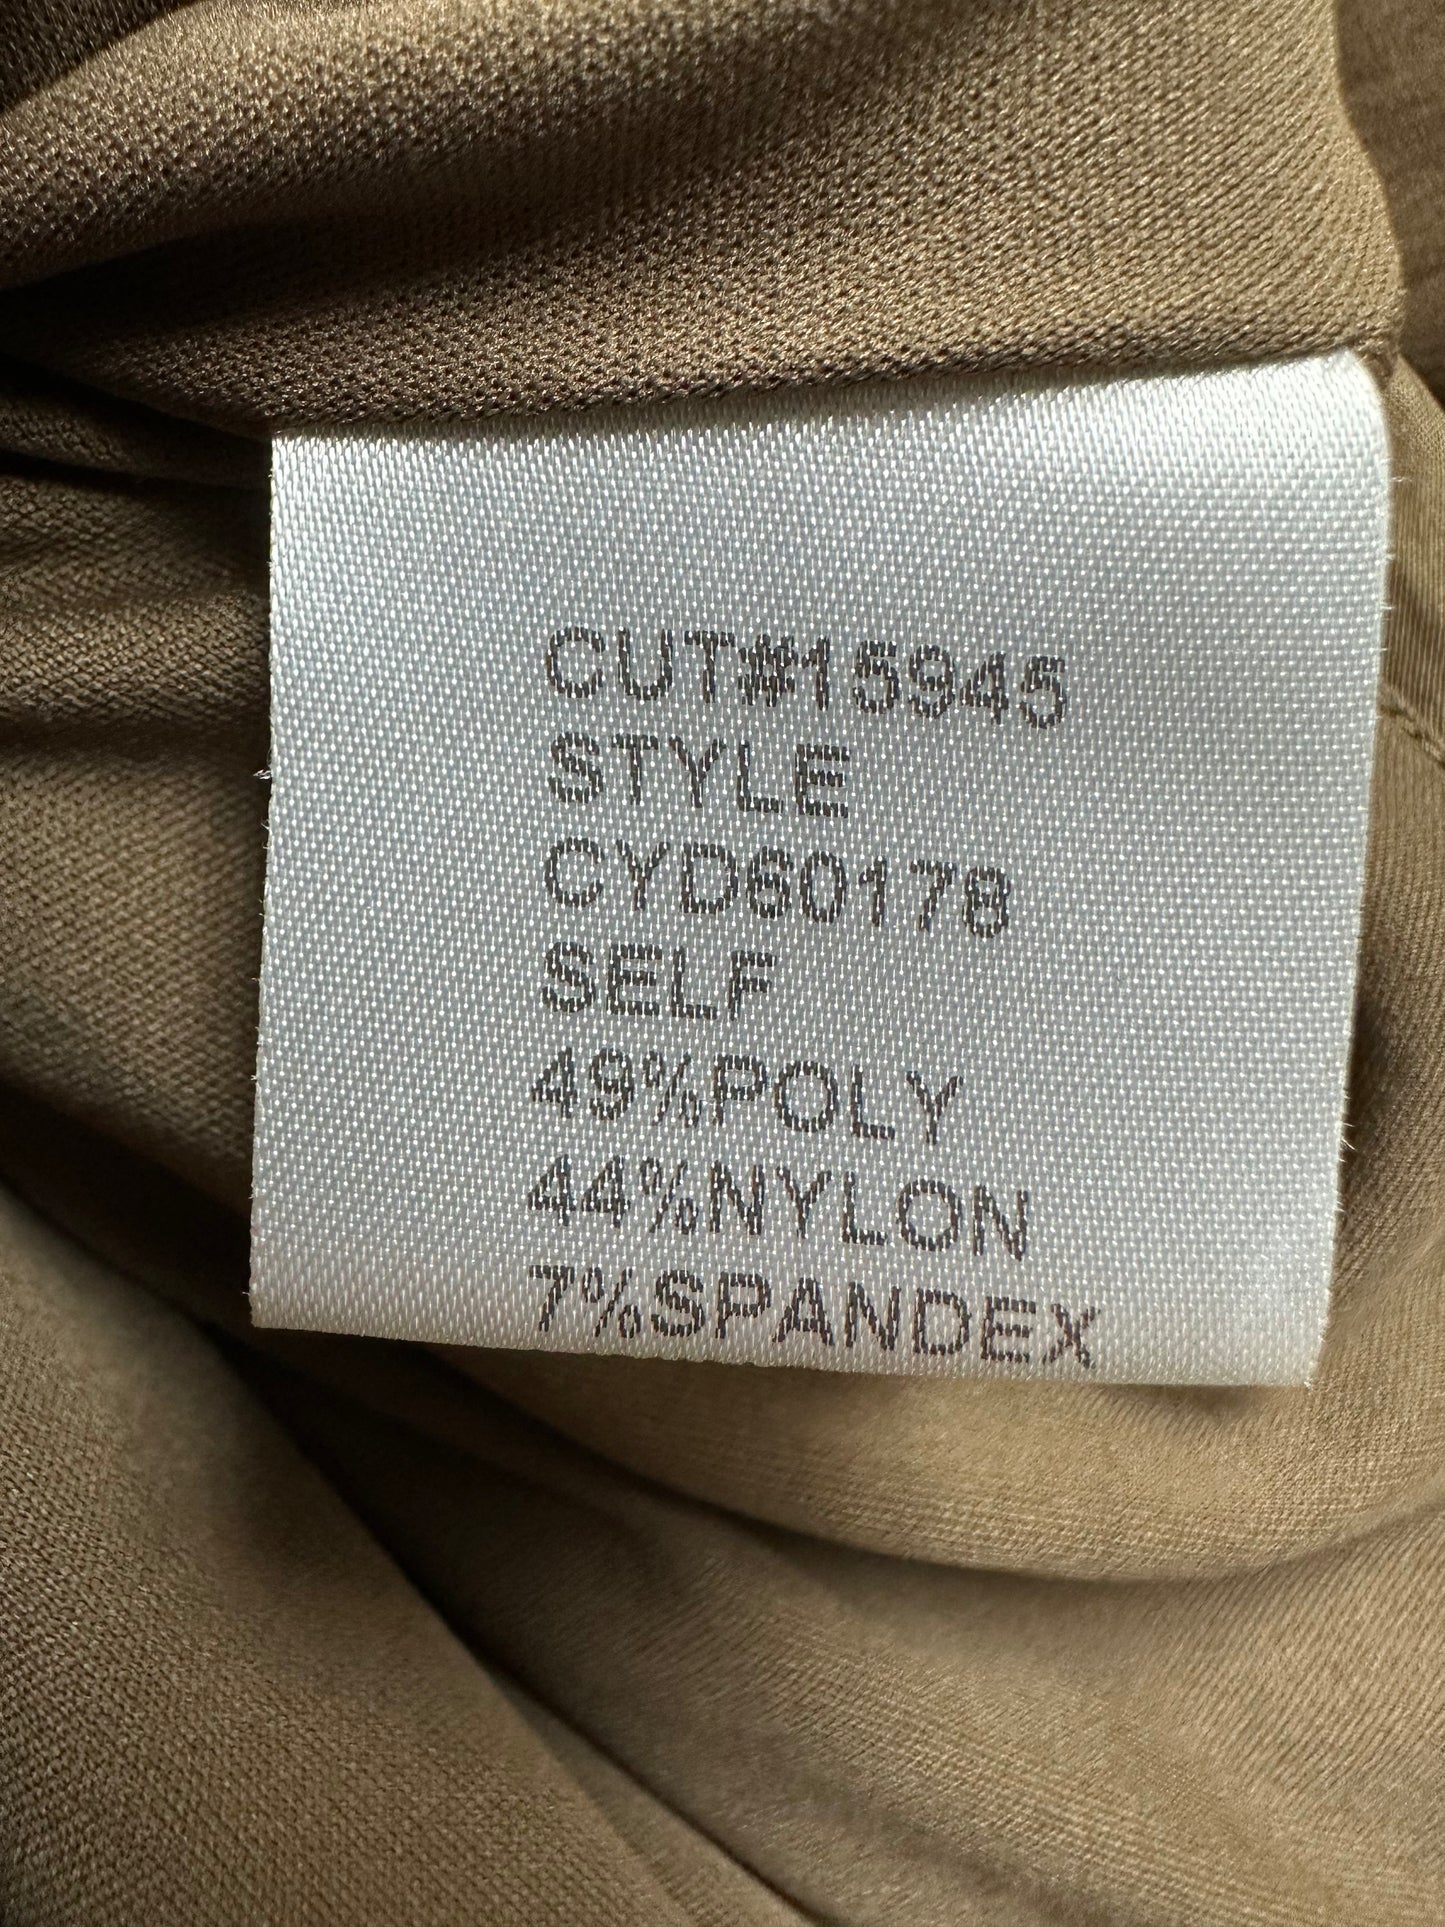 CUT#15945
STYLE
CYD60178
SELF
49%POLY
44%NYLON
7%SPANDEX